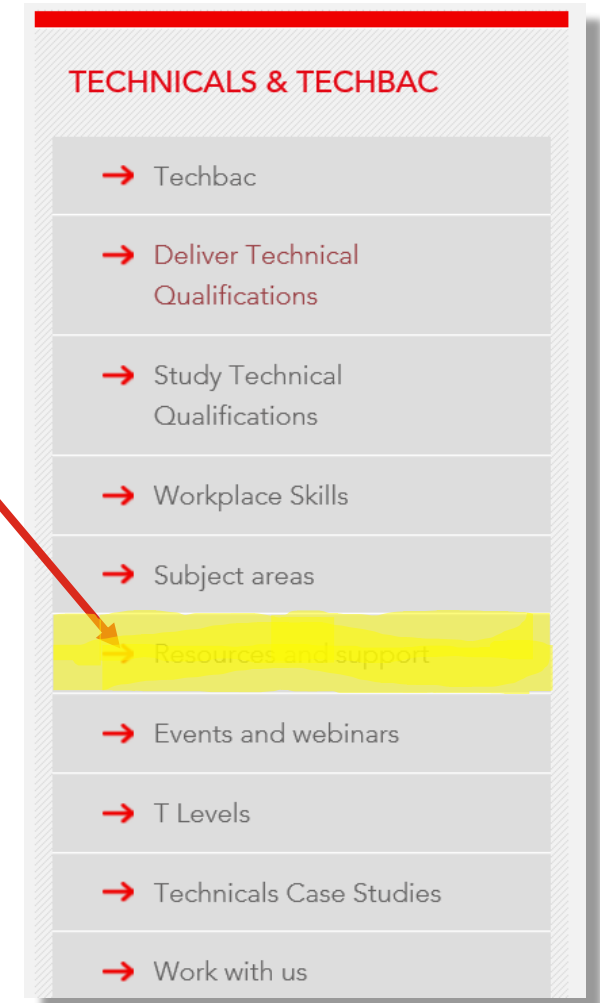 TECHNICALS & TECHBAC
Techbac
Deliver Technical
Qualifications
Study Technical
Qualifications
Workplace Skills
Subject areas
Resources and support
Events and webinars
T Levels
Technicals Case Studies
Work with us